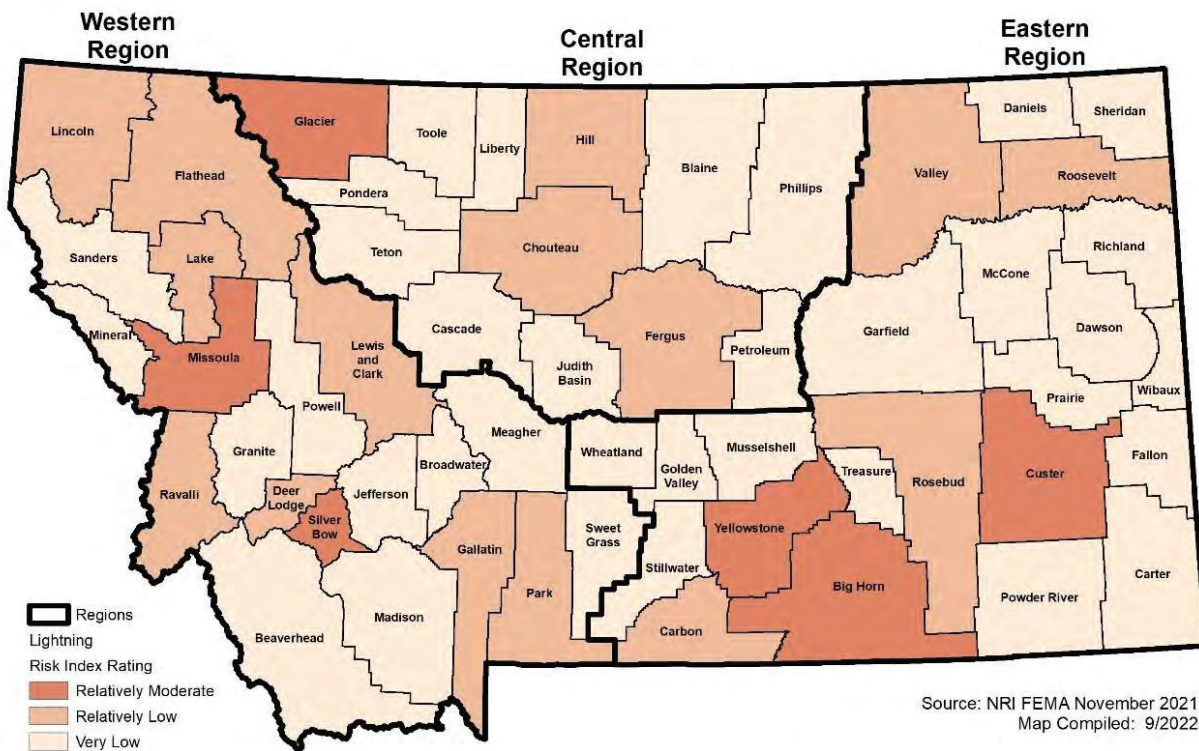 Western
Region
Central
Region
Eastern
Region
Lincoln
Flathead
Glacier
Toole
Liberty
Hill
Blaine
Phillips
Valley
Daniels
Sheridan
Roosevelt
Pondera
Teton
Chouteau
Sanders
Lake
McCone
Richland
Mineral
Missoula
Lewis
and
Clark
Cascade
Judith
Basin
Fergus
Petroleum
Garfield
Dawson
Prairie
Wibaux
Powell
Granite
Ravalli
Deer
Lodge
Silver
Bow
Jefferson
Broadwater
Meagher
Wheatland
Golden
Valley
Musselshell
Treasure
Rosebud
Custer
Fallon
Gallatin
Park
Sweet
Grass
Stillwater
Yellowstone
Big Horn
Carbon
Powder River
Carter
Beaverhead
Madison
Regions
Lightning
Risk Index Rating
Relatively Moderate
Relatively Low
Very Low
Source: NRI FEMA November 2021
Map Compiled: 9/2022